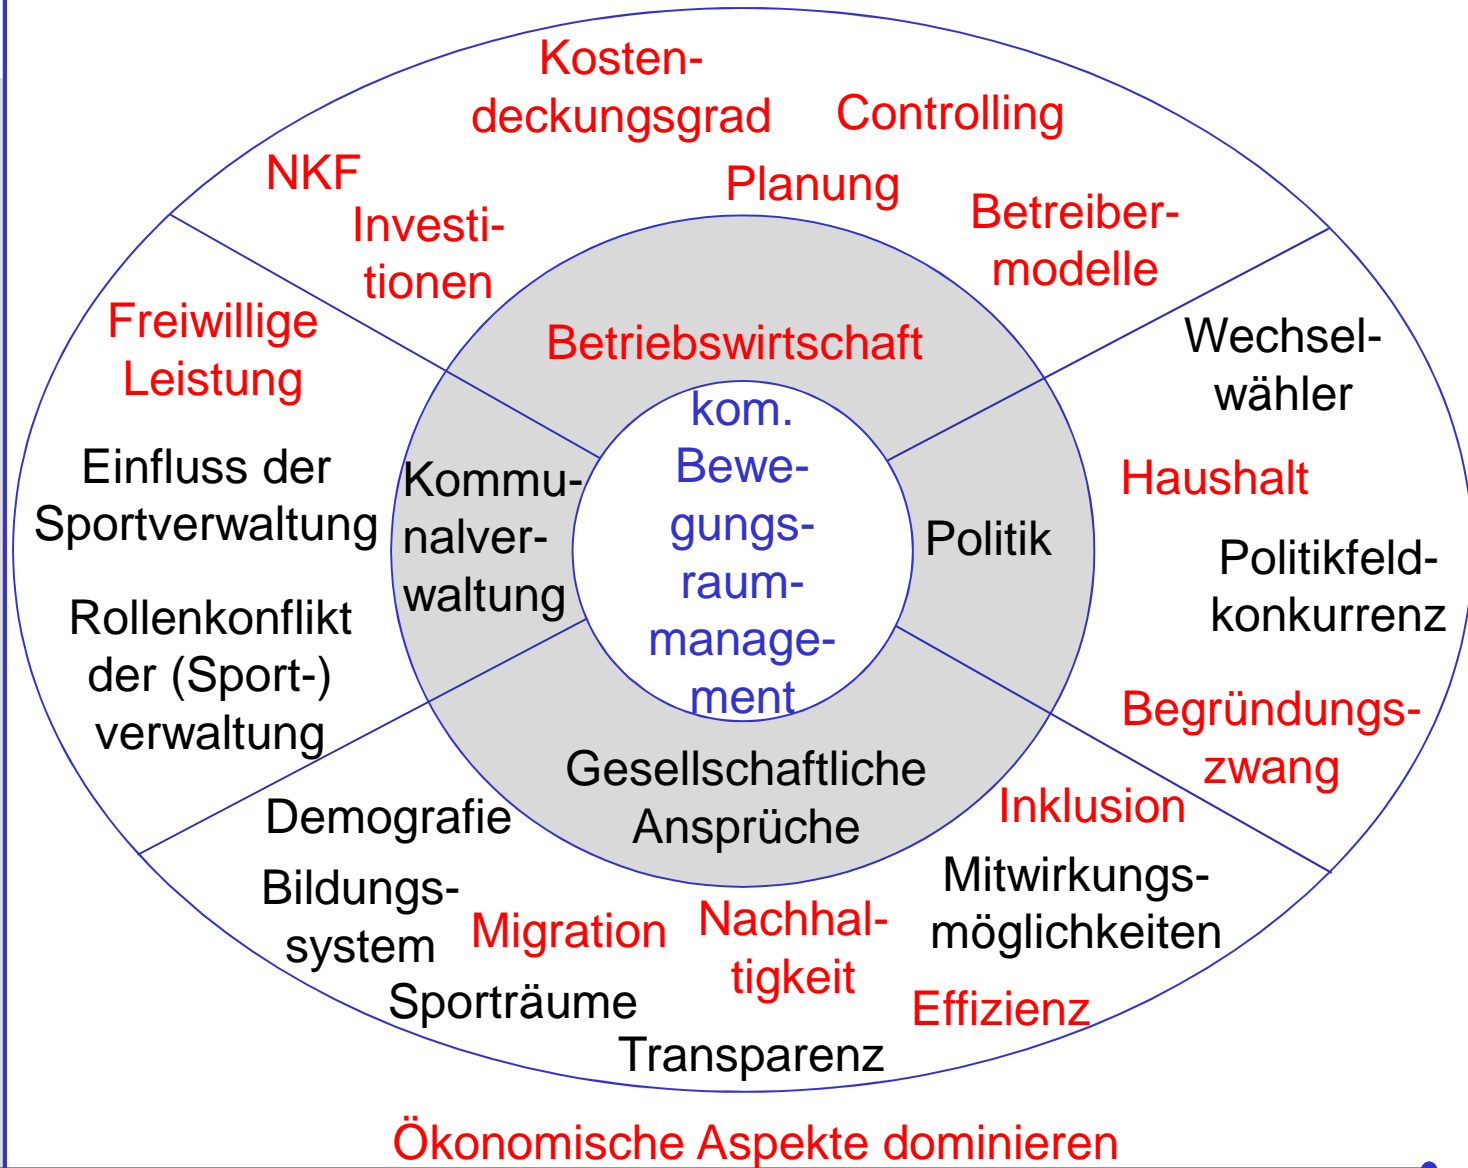 Kosten-
deckungsgrad
Controlling
NKF
Planung
Investi-
tionen
Betreiber-
modelle
Betriebswirtschaft
Freiwillige
Leistung
Einfluss der
Sportverwaltung
Rollenkonflikt
der (Sport-)
verwaltung
Kommu-
nalver-
waltung
kom.
Bewe-
gungs-
raum-
manage-
ment
Politik
Wechsel-
wähler
Haushalt
Politikfeld-
konkurrenz
Begründungs-
zwang
Gesellschaftliche
Ansprüche
Demografie
Bildungs-
system
Migration
Sporträume
Nachhal-
tigkeit
Transparenz
Inklusion
Mitwirkungs-
möglichkeiten
Effizienz
Ökonomische Aspekte dominieren